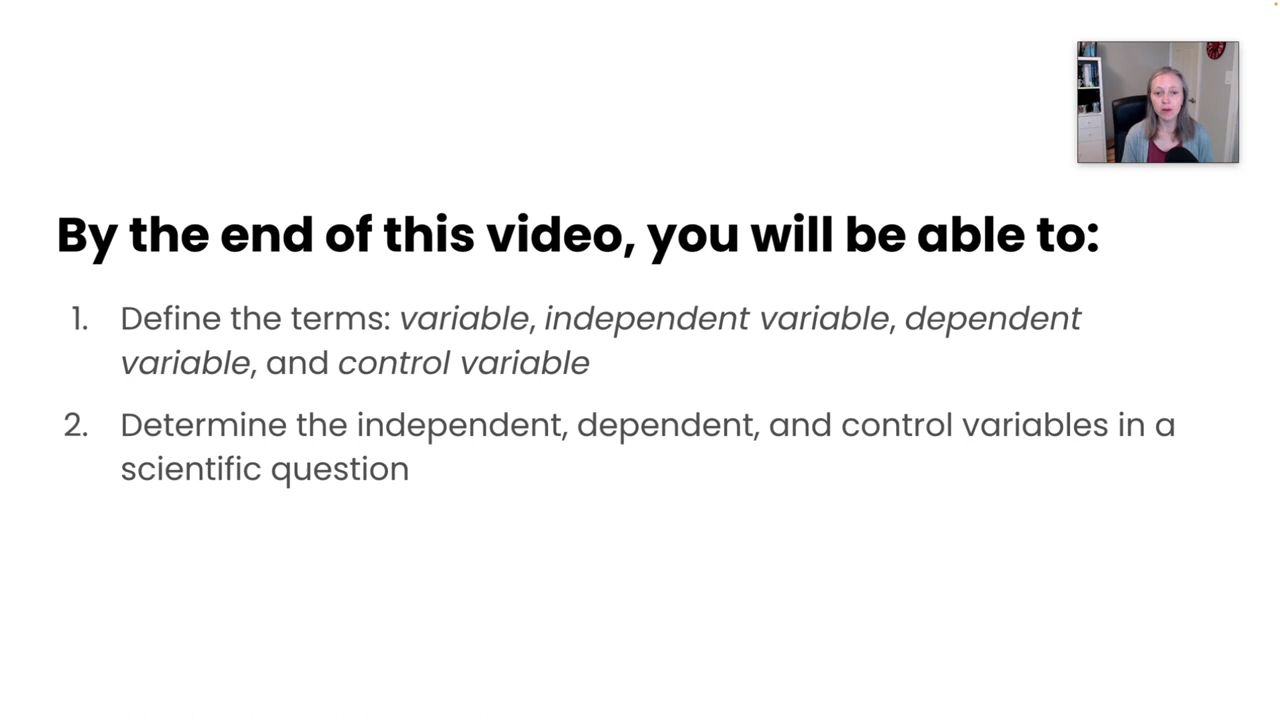 By the end of this video, you will be able to:
1. Define the terms: variable, independent variable, dependent
variable, and control variable
2. Determine the independent, dependent, and control variables in a
scientific question